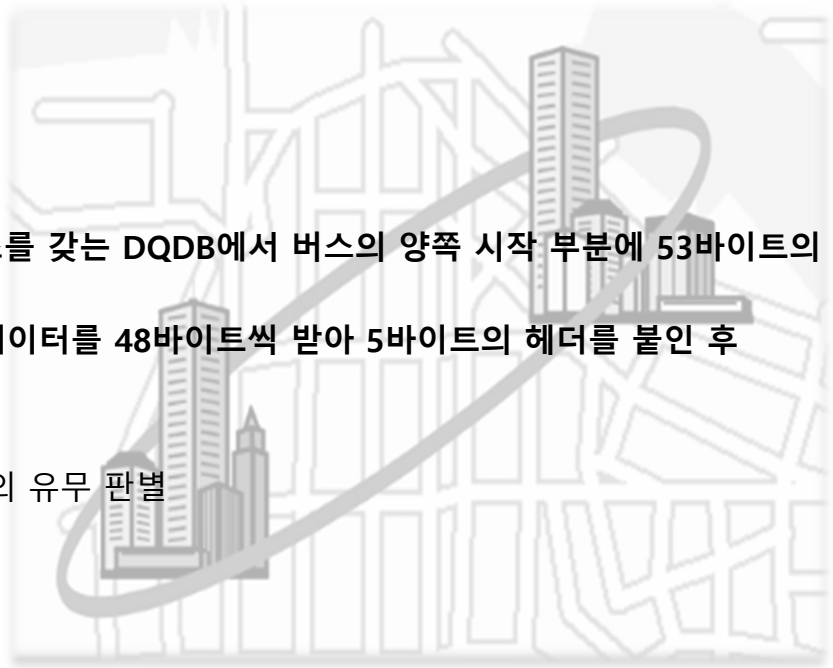 를 갖는 DQDB에서 버스의 양쪽 시작 부분에 53바이트의
이터를 48바이트씩 받아 5바이트의 헤더를 붙인 후
의 유무 판별